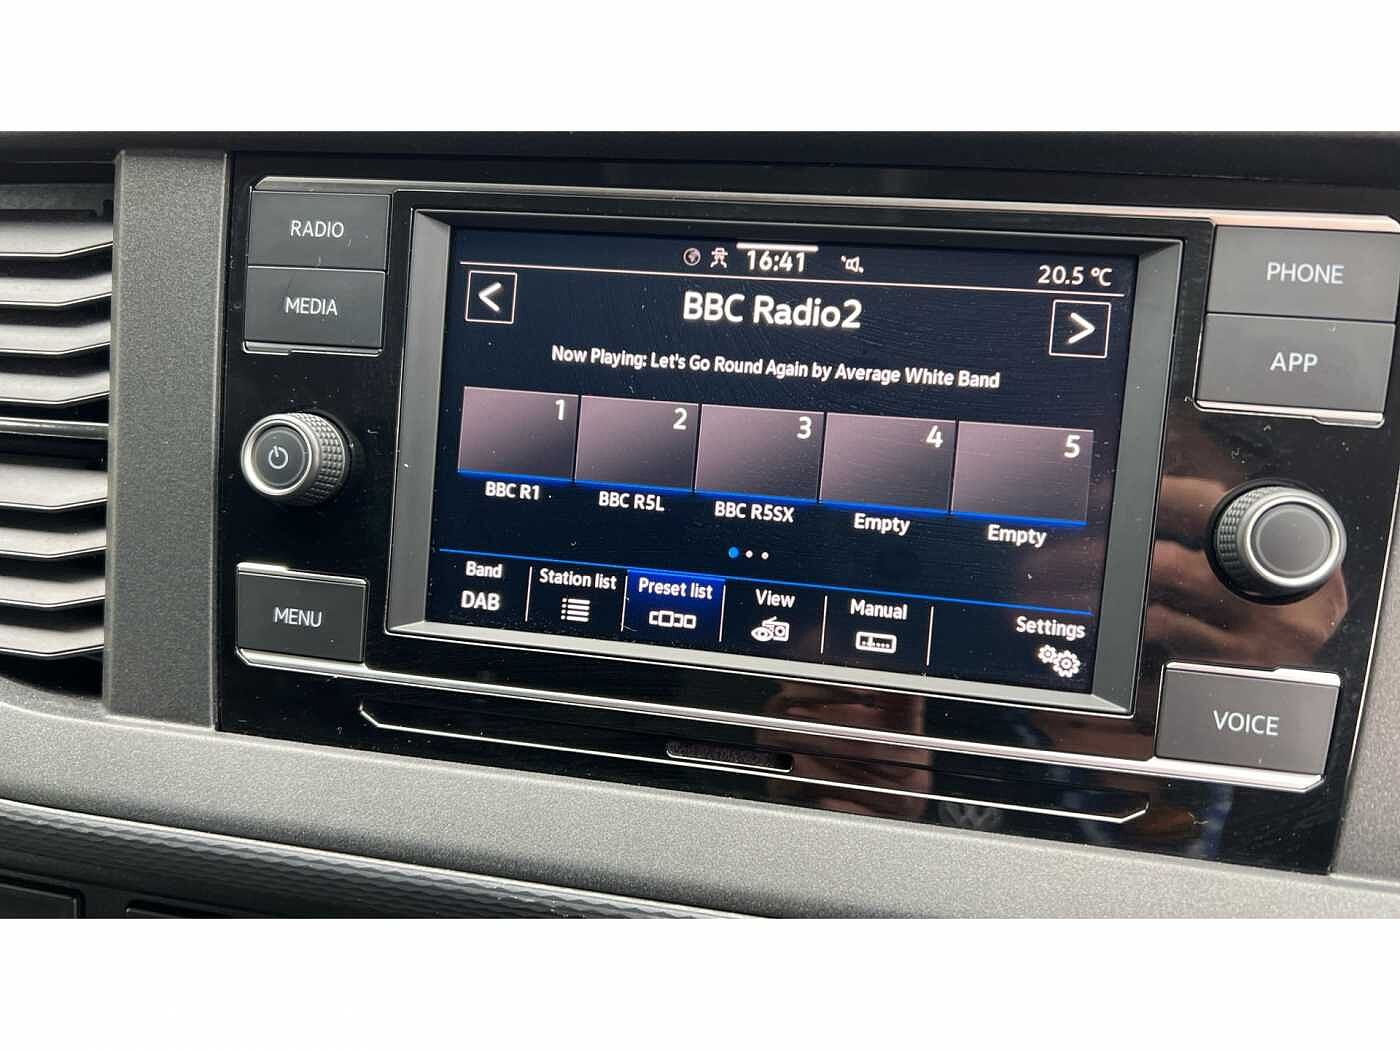 RADIO
MEDIA
MENU
16:41
20.5 °C
<
BBC Radio2
>
Now Playing: Let's Go Round Again by Average White Band
1
2
3
4
5
BBC R1
BBC R5L
BBC R5SX
Empty
Empty
Band
DAB
Station list
Preset list
View
Manual
Settings
PHONE
APP
VOICE